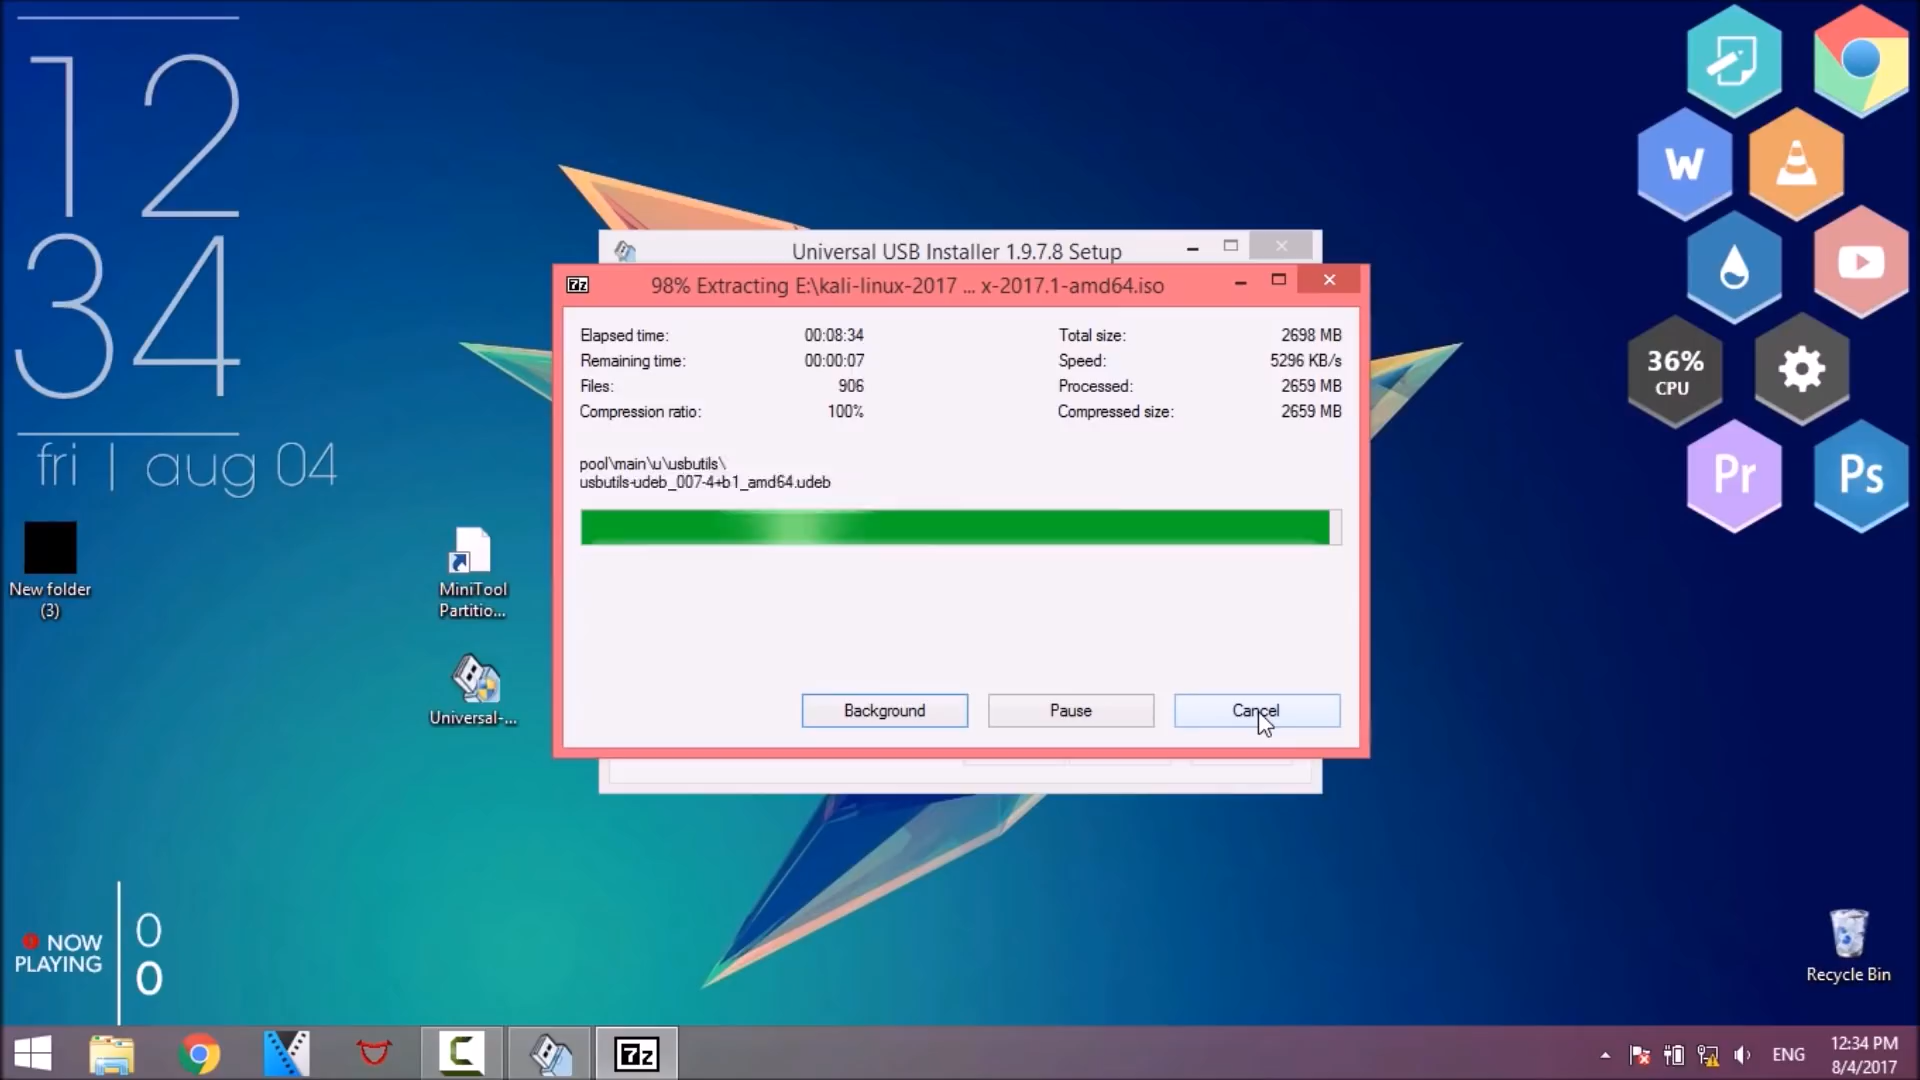 12
34
fri | aug 04
New folder
(3)
MiniTool
Partitio...
Universal-...
NOW
PLAYING
0
0
Universal USB Installer 1.9.7.8 Setup
7z
98% Extracting E:\kali-linux-2017 ... x-2017.1-amd64.iso
Elapsed time: 00:08:34 Total size: 2698 MB
Remaining time: 00:00:07 Speed: 5296 KB/s
Files: 906 Processed: 2659 MB
Compression ratio: 100% Compressed size: 2659 MB
pool\main\u\usbutils\
usbutils-udeb_007-4+b1_amd64.udeb
Background Pause Cancel
W
36%
CPU
Pr Ps
Recycle Bin
7z
ENG
12:34 PM
8/4/2017